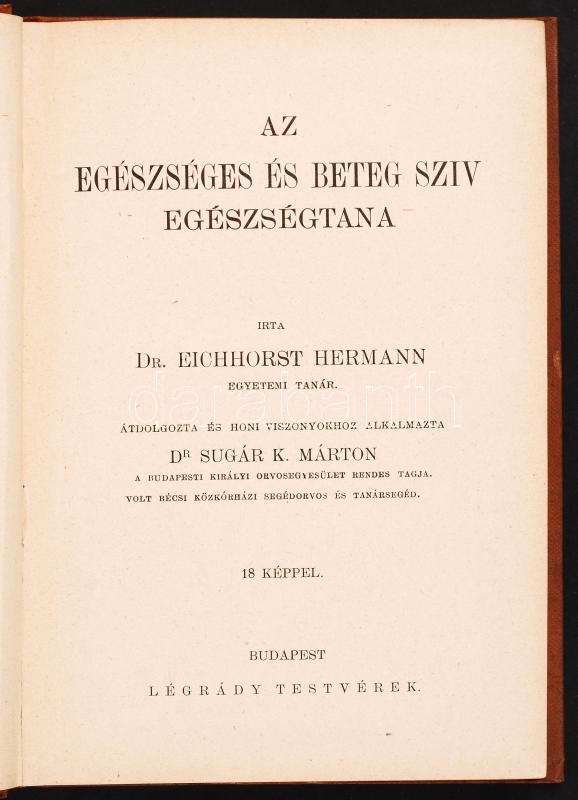 AZ
EGÉSZSÉGES ÉS BETEG SZIV
EGÉSZSÉGTANA
IRTA
DR. EICHHORST HERMANN
EGYETEMI TANÁR.
ÁTDOLGOZTA ÉS HONI VISZONYOKHOZ ALKALMAZTA
DR SUGÁR K. MÁRTON
A BUDAPESTI KIRÁLYI ORVOSEGYESÜLET RENDES TAGJA.
VOLT BÉCSI KÖZKÓRHÁZI SEGÉDORVOS ÉS TANÁRSEGÉD.
18 KÉPPEL.
BUDAPEST
LÉGRÁDY TESTVÉREK.
darabanth